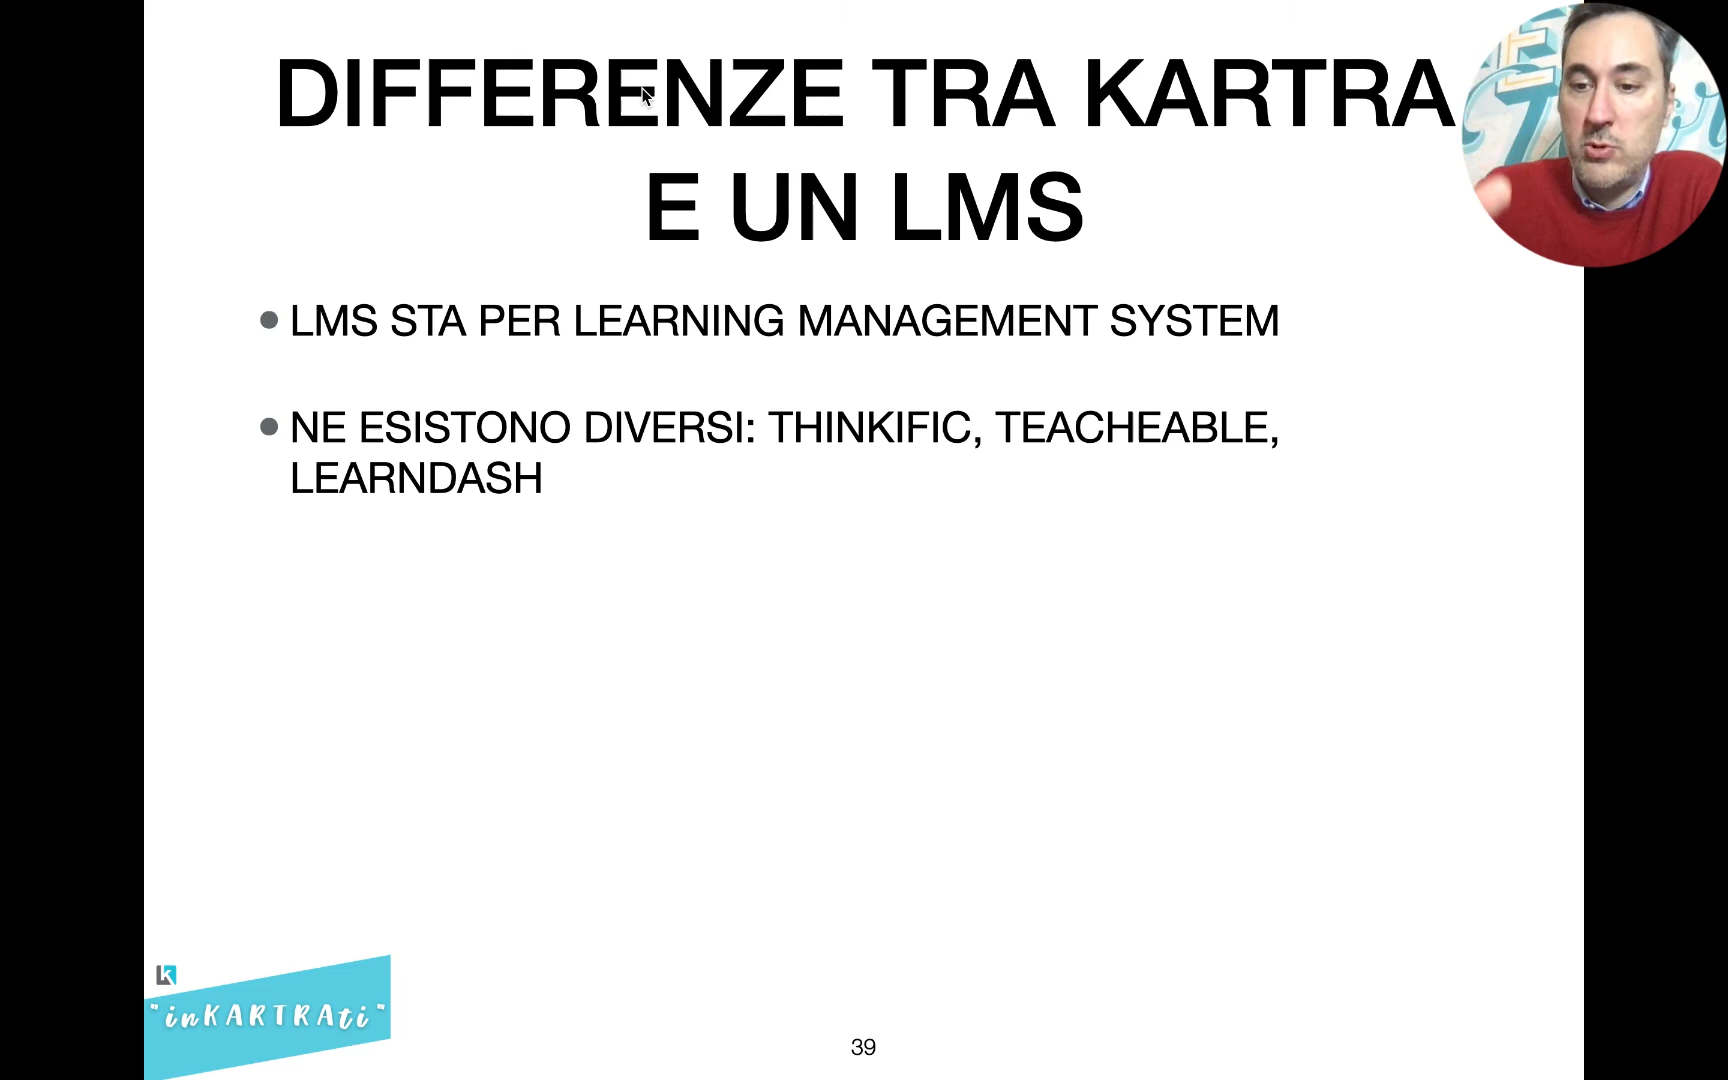 DIFFERENZE TRA KARTRA
E UN LMS
LMS STA PER LEARNING MANAGEMENT SYSTEM
NE ESISTONO DIVERSI: THINKIFIC, TEACHEABLE,
LEARNDASH
"inKARTRAti"
39